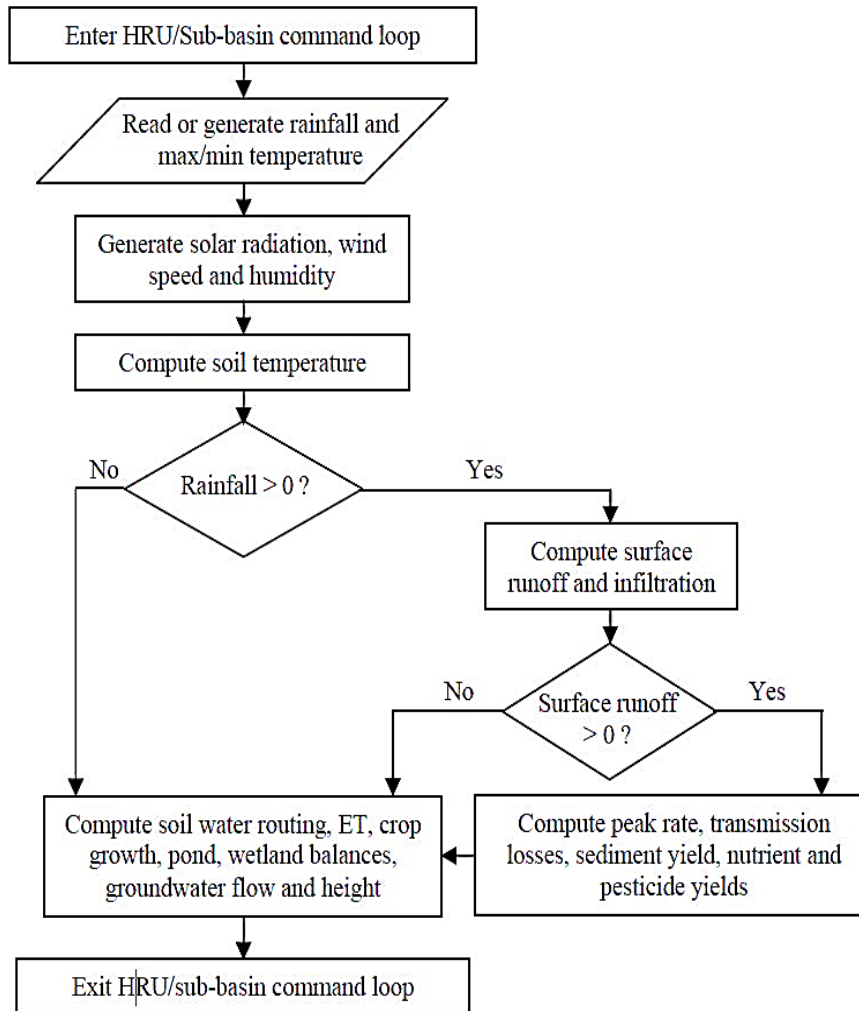 Enter HRU/Sub-basin command loop
Read or generate rainfall and
max/min temperature
Generate solar radiation, wind
speed and humidity
Compute soil temperature
No
Rainfall > 0 ?
Yes
Compute surface
runoff and infiltration
No
Surface runoff
> 0 ?
Yes
Compute soil water routing, ET, crop
growth, pond, wetland balances,
groundwater flow and height
Compute peak rate, transmission
losses, sediment yield, nutrient and
pesticide yields
Exit HRU/sub-basin command loop